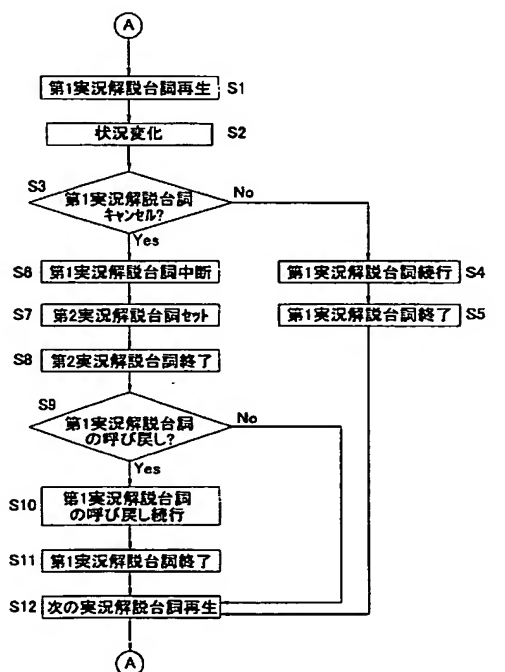 A
第1実況解説台詞再生 S1
状況変化 S2
S3 第1実況解説台詞 No
キャンセル?
Yes
S6 第1実況解説台詞中断
第1実況解説台詞続行 S4
S7 第2実況解説台詞セット
第1実況解説台詞終了 S5
S8 第2実況解説台詞終了
S9
第1実況解説台詞 No
の呼び戻し?
Yes
S10 第1実況解説台詞
の呼び戻し続行
S11 第1実況解説台詞終了
S12 次の実況解説台詞再生
A